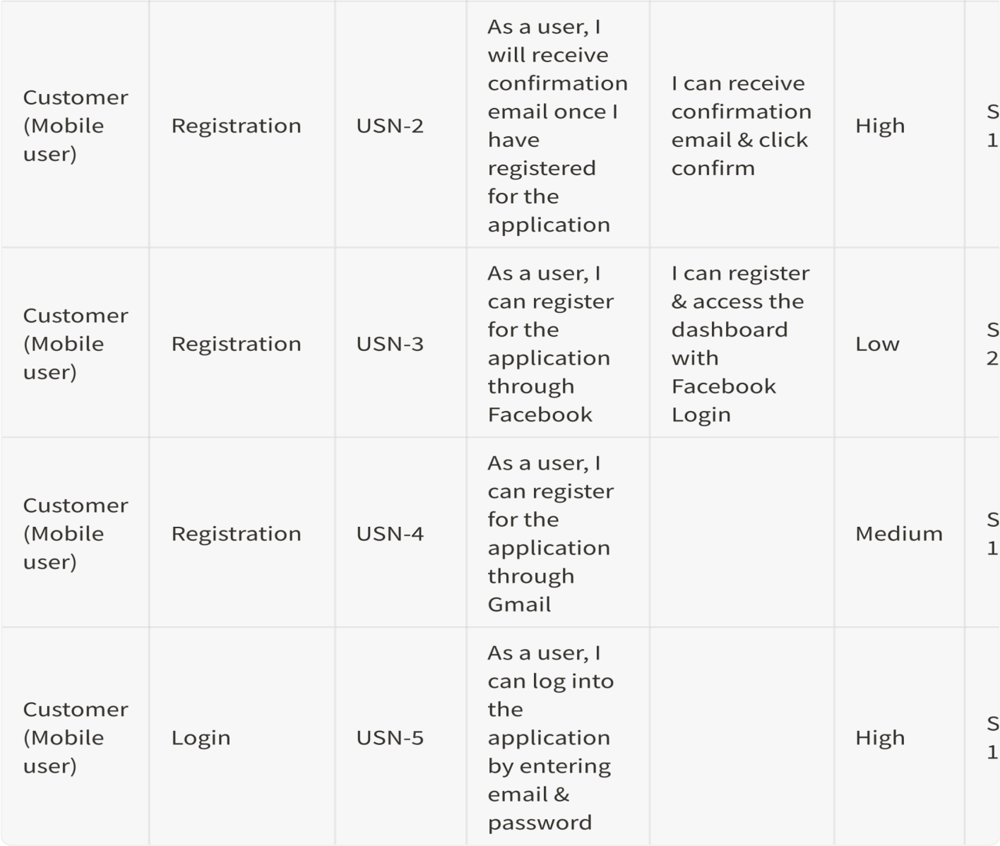 Customer
(Mobile
user)
Registration
USN-2
As a user, I
will receive
confirmation
email once I
have
registered
for the
application
I can receive
confirmation
email & click
confirm
High
S
1
Customer
(Mobile
user)
Registration
USN-3
As a user, I
can register
for the
application
through
Facebook
I can register
& access the
dashboard
with
Facebook
Login
Low
S
2
Customer
(Mobile
user)
Registration
USN-4
As a user, I
can register
for the
application
through
Gmail
Medium
S
1
Customer
(Mobile
user)
Login
USN-5
As a user, I
can log into
the
application
by entering
email &
password
High
S
1